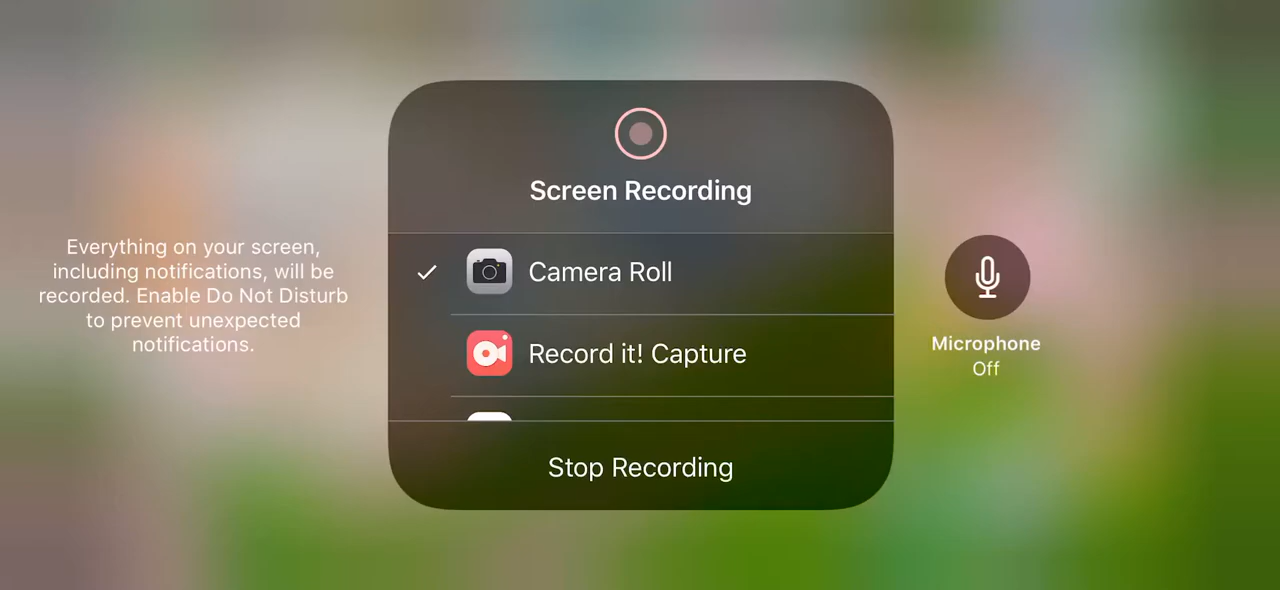 Screen Recording
Everything on your screen,
including notifications, will be
recorded. Enable Do Not Disturb
to prevent unexpected
notifications.
Camera Roll
Record it! Capture
Stop Recording
Microphone
Off